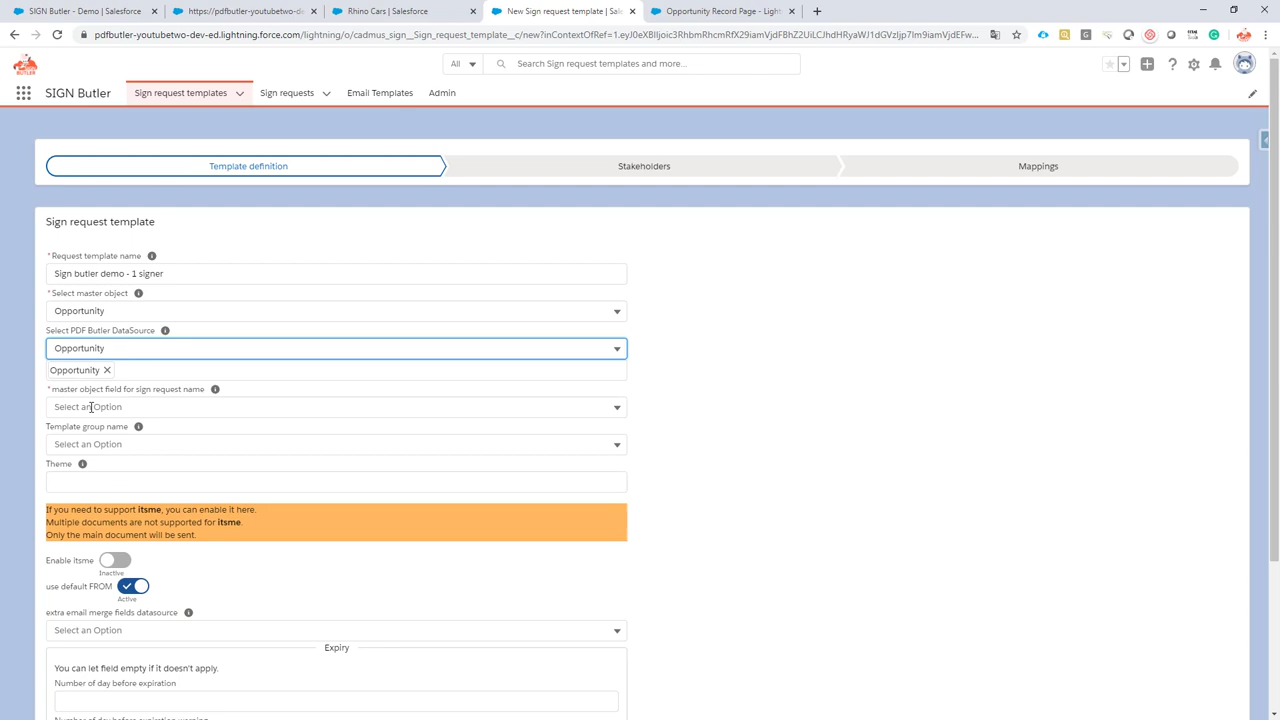 SIGN Butler - Demo | Salesforce
https://pdfbutler-youtubetwo-de
Rhino Cars | Salesforce
New Sign request template | Sal
Opportunity Record Page - Light
pdfbutler-youtubetwo-dev-ed.lightning.force.com/lightning/o/cadmus_sign__Sign_request_template__c/new?inContextOfRef=1.
All
Search Sign request templates and more...
SIGN Butler
Sign request templates
Sign requests
Email Templates
Admin
Template definition
Stakeholders
Mappings
Sign request template
*Request template name
Sign butler demo - 1 signer
*Select master object
Opportunity
Select PDF Butler DataSource
Opportunity
Opportunity
*master object field for sign request name
Select an Option
Template group name
Select an Option
Theme
If you need to support itsme, you can enable it here.
Multiple documents are not supported for itsme.
Only the main document will be sent.
Enable Itsme
Inactive
use default FROM
Active
extra email merge fields datasource
Select an Option
Expiry
You can let field empty if it doesn't apply.
Number of day before expiration
Number of day before expiration warning